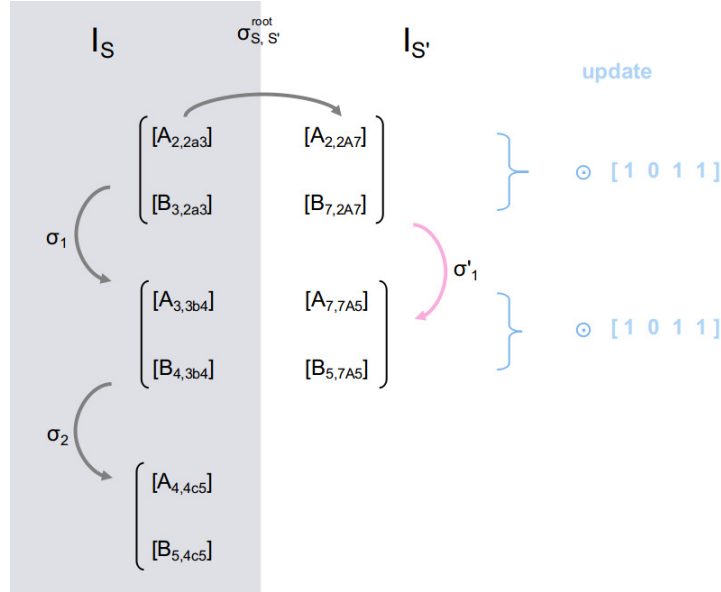 I_S σ^root_S, S' I_S'
update
[A_2,2a3] [A_2,2A7]
⊙ [ 1 0 1 1 ]
[B_3,2a3] [B_7,2A7]
σ_1 σ'_1
[A_3,3b4] [A_7,7A5]
⊙ [ 1 0 1 1 ]
[B_4,3b4] [B_5,7A5]
σ_2
[A_4,4c5]
[B_5,4c5]